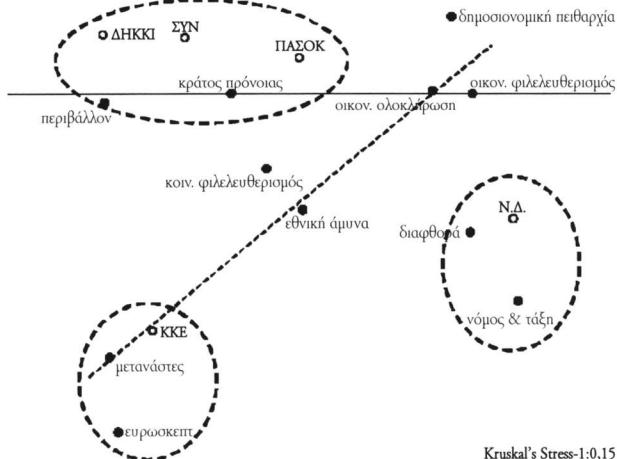 δημοσιονομική πειθαρχία
ΔΗΚΚΙ
ΣΥΝ
ΠΑΣΟΚ
κράτος πρόνοιας
οικον. φιλελευθερισμός
περιβάλλον
οικον. ολοκλήρωση
κοιν. φιλελευθερισμός
εθνική άμυνα
Ν.Δ.
διαφθορά
νόμος & τάξη
ΚΚΕ
μετανάστες
ευρωσκεπτ.
Kruskal's Stress-1:0,15